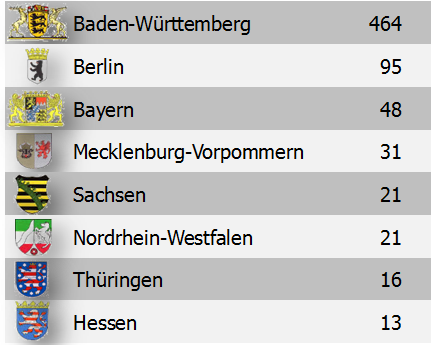 Baden-Württemberg 464
Berlin 95
Bayern 48
Mecklenburg-Vorpommern 31
Sachsen 21
Nordrhein-Westfalen 21
Thüringen 16
Hessen 13